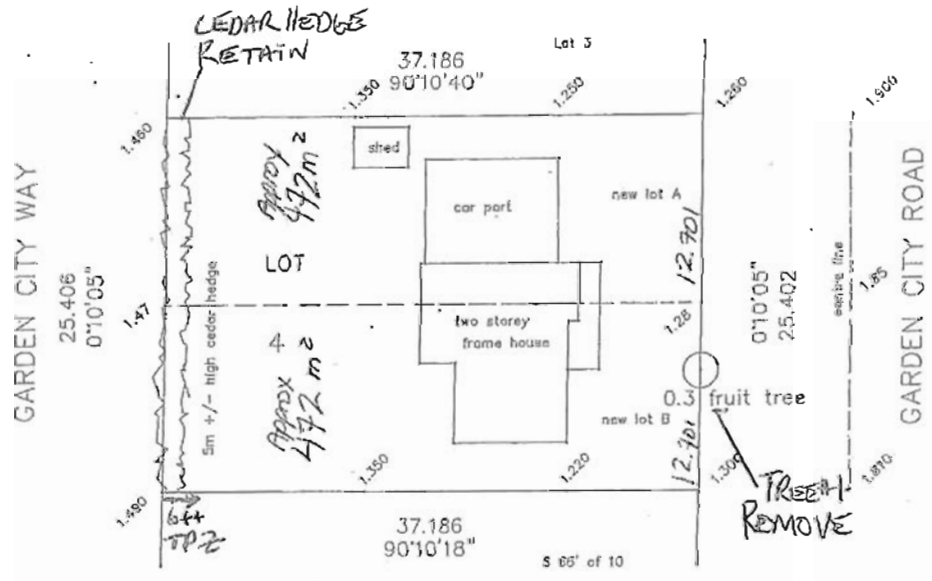 CEDAR HEDGE
RETAIN
Lot 3
37.186
90°10'40"
1.350
1.250
1.260
1.900
1.460
shed
Approx
472m²
car port
new lot A
12.701
LOT
4
GARDEN CITY WAY
25.406
0°10'05"
1.47
5m +/- high cedar hedge
two storey
frame house
1.28
0°10'05"
25.402
centre line
1.85
GARDEN CITY ROAD
Approx
472 m²
0.3 fruit tree
new lot B
12.701
1.350
1.220
1.300
1.810
1.490
6ft
TPZ
TREE#1
REMOVE
37.186
90°10'18"
S 66' of 10